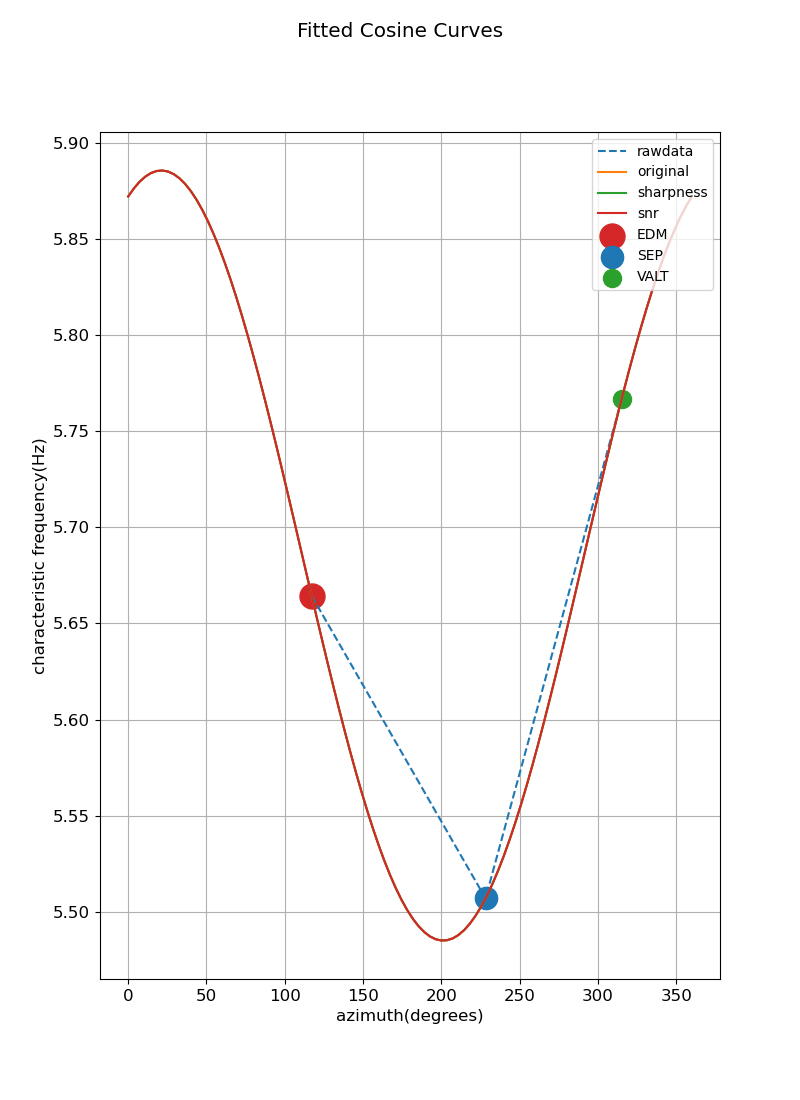 Fitted Cosine Curves
5.90
5.85
5.80
5.75
5.70
5.65
5.60
5.55
5.50
characteristic frequency(Hz)
rawdata
original
sharpness
snr
EDM
SEP
VALT
0 50 100 150 200 250 300 350
azimuth(degrees)